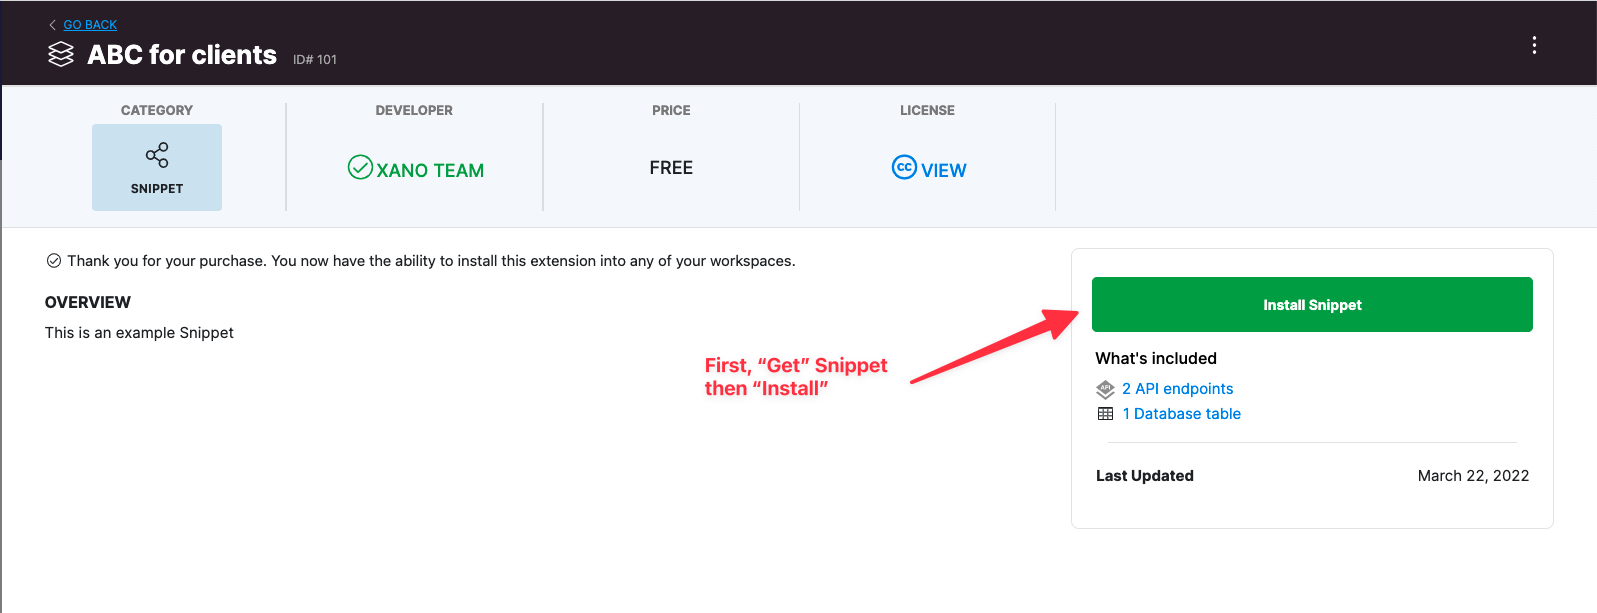 GO BACK
ABC for clients ID# 101
CATEGORY
SNIPPET
DEVELOPER
XANO TEAM
PRICE
FREE
LICENSE
cc VIEW
Thank you for your purchase. You now have the ability to install this extension into any of your workspaces.
OVERVIEW
This is an example Snippet
First, “Get” Snippet
then “Install”
Install Snippet
What's included
API 2 API endpoints
1 Database table
Last Updated March 22, 2022